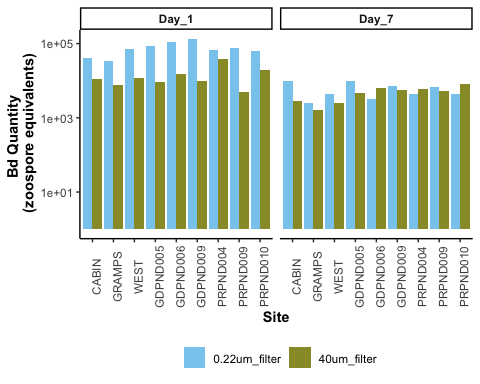 Day_1 Day_7
Bd Quantity
(zoospore equivalents)
1e+05
1e+03
1e+01
CABIN GRAMPS WEST GDPND005 GDPND006 GDPND009 PRPND004 PRPND009 PRPND010 CABIN GRAMPS WEST GDPND005 GDPND006 GDPND009 PRPND004 PRPND009 PRPND010
Site
0.22um_filter 40um_filter